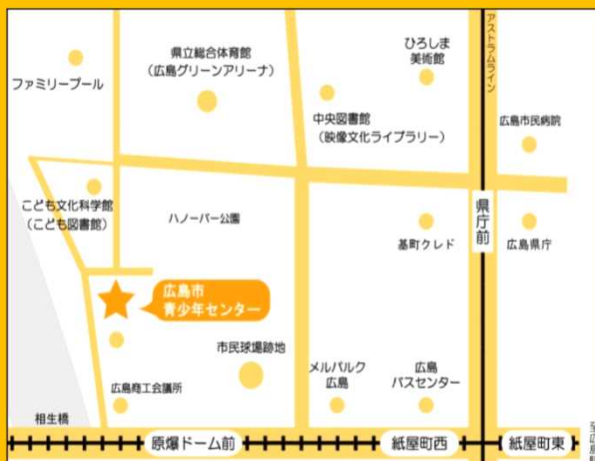 アストラムライン
県立総合体育館
（広島グリーンアリーナ）
ひろしま
美術館
ファミリープール
中央図書館
（映像文化ライブラリー）
広島市民病院
こども文化科学館
（こども図書館）
ハノーバー公園
県庁前
基町クレド
広島県庁
広島市
青少年センター
市民球場跡地
メルパルク
広島
広島
バスセンター
広島商工会議所
相生橋
原爆ドーム前
紙屋町西
紙屋町東